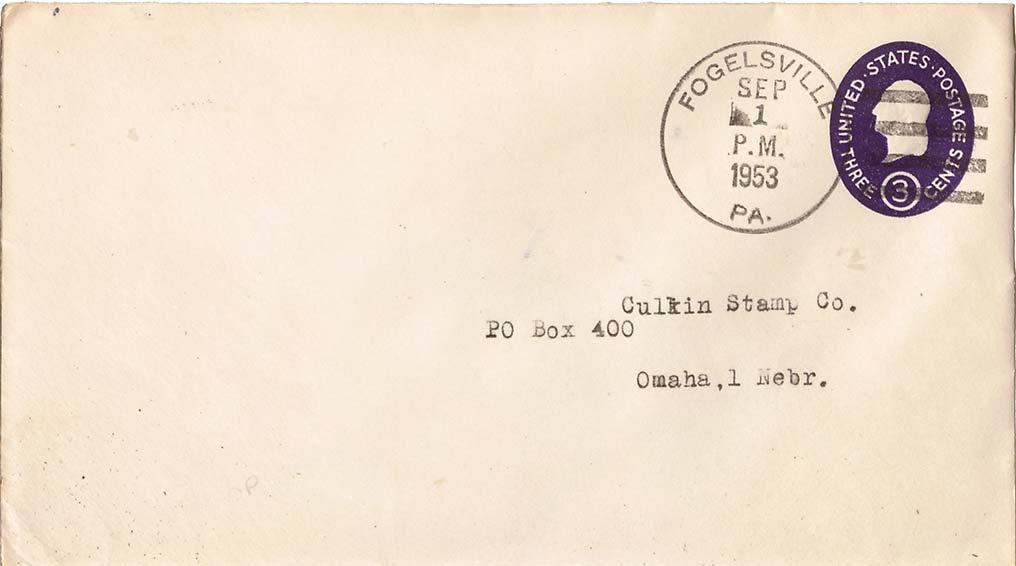 FOGELSVILLE
SEP
1
P.M.
1953
PA.
UNITED · STATES · POSTAGE
THREE 3 CENTS
Culkin Stamp Co.
PO Box 400
Omaha,1 Nebr.